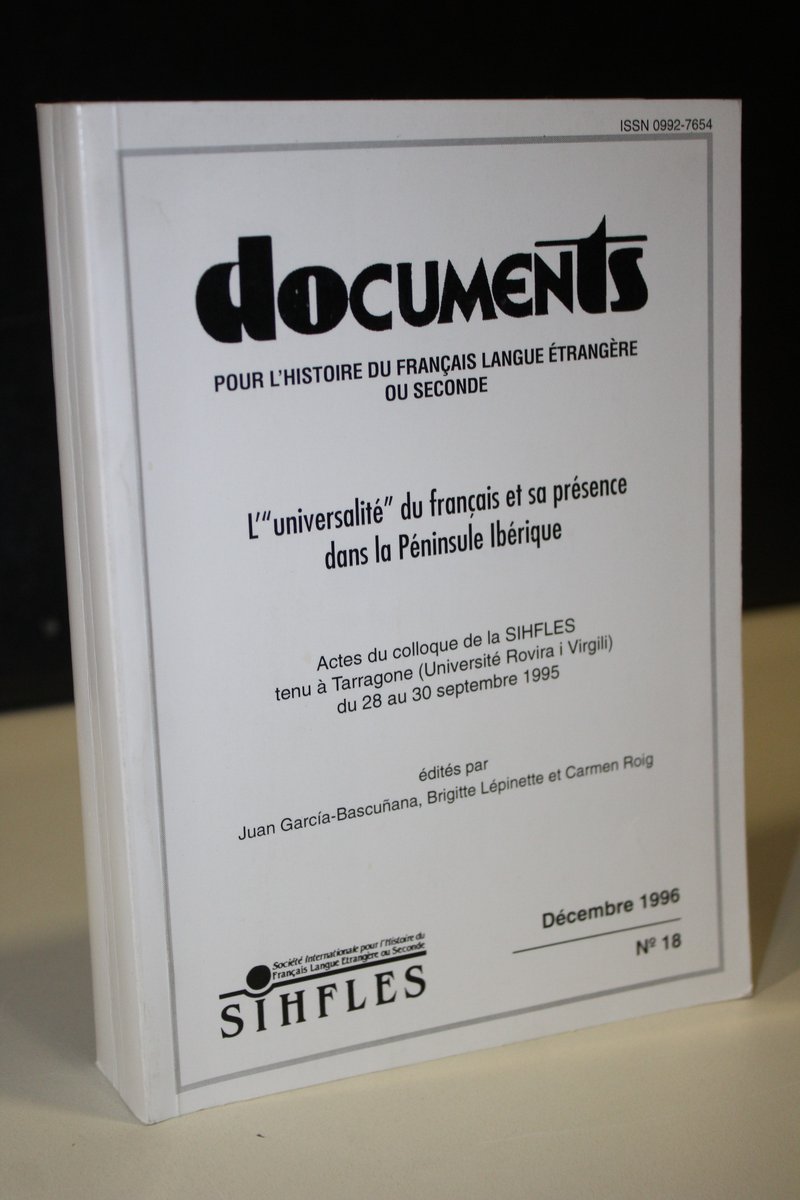 ISSN 0992-7654
documents
POUR L'HISTOIRE DU FRANÇAIS LANGUE ÉTRANGÈRE
OU SECONDE
L'“universalité” du français et sa présence
dans la Péninsule Ibérique
Actes du colloque de la SIHFLES
tenu à Tarragone (Université Rovira i Virgili)
du 28 au 30 septembre 1995
édités par
Juan García-Bascuñana, Brigitte Lépinette et Carmen Roig
Décembre 1996
Nº 18
Société Internationale pour l'Histoire du
Français Langue Etrangère ou Seconde
SIHFLES